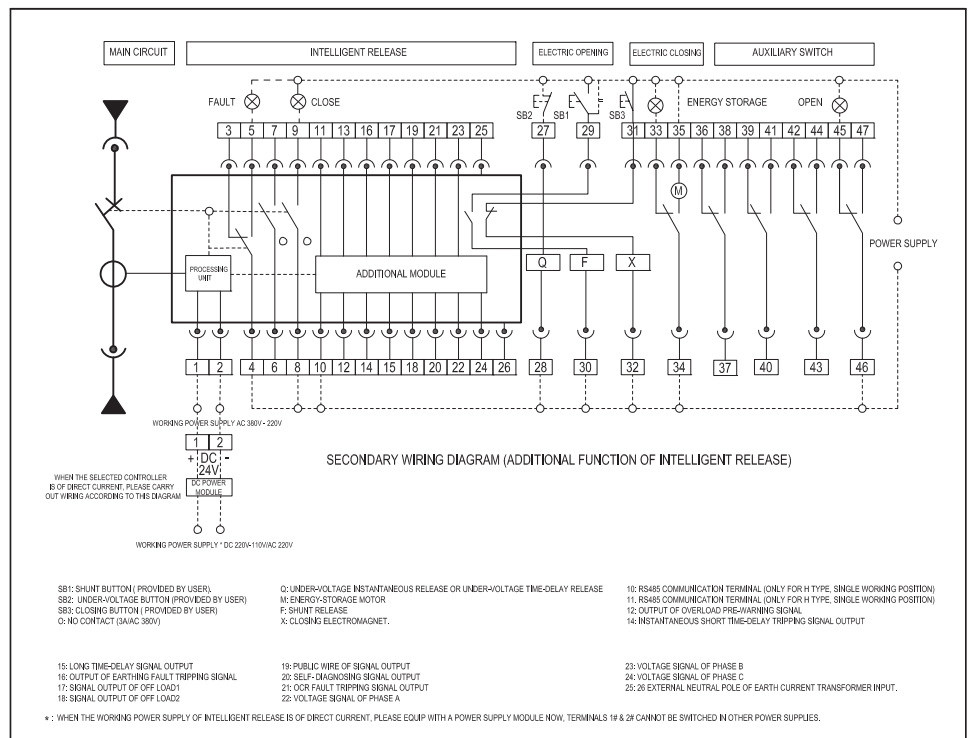 MAIN CIRCUIT
INTELLIGENT RELEASE
ELECTRIC OPENING
ELECTRIC CLOSING
AUXILIARY SWITCH
FAULT
CLOSE
SB2
SB1
SB3
ENERGY STORAGE
OPEN
3 5 7 9 11 13 16 17 19 21 23 25 27 29 31 33 35 36 38 39 41 42 44 45 47
M
POWER SUPPLY
PROCESSING
UNIT
ADDITIONAL MODULE
Q
F
X
1 2 4 6 8 10 12 14 15 18 20 22 24 26 28 30 32 34 37 40 43 46
WORKING POWER SUPPLY AC 380V- 220V
1 2
+ DC -
24V
DC POWER
MODULE
WHEN THE SELECTED CONTROLLER
IS OF DIRECT CURRENT, PLEASE CARRY
OUT WIRING ACCORDING TO THIS DIAGRAM
SECONDARY WIRING DIAGRAM (ADDITIONAL FUNCTION OF INTELLIGENT RELEASE)
WORKING POWER SUPPLY * DC 220V-110V/AC 220V
SB1: SHUNT BUTTON ( PROVIDED BY USER).
SB2: UNDER-VOLTAGE BUTTON (PROVIDED BY USER)
SB3: CLOSING BUTTON ( PROVIDED BY USER)
O: NO CONTACT (3A/AC 380V)
Q: UNDER-VOLTAGE INSTANTANEOUS RELEASE OR UNDER-VOLTAGE TIME-DELAY RELEASE
M: ENERGY-STORAGE MOTOR
F: SHUNT RELEASE
X: CLOSING ELECTROMAGNET.
10: RS485 COMMUNICATION TERMINAL (ONLY FOR H TYPE, SINGLE WORKING POSITION)
11: RS485 COMMUNICATION TERMINAL (ONLY FOR H TYPE, SINGLE WORKING POSITION)
12: OUTPUT OF OVERLOAD PRE-WARNING SIGNAL
14: INSTANTANEOUS SHORT TIME-DELAY TRIPPING SIGNAL OUTPUT
15: LONG TIME-DELAY SIGNAL OUTPUT
16: OUTPUT OF EARTHING FAULT TRIPPING SIGNAL
17: SIGNAL OUTPUT OF OFF LOAD1
18: SIGNAL OUTPUT OF OFF LOAD2
19: PUBLIC WIRE OF SIGNAL OUTPUT
20: SELF- DIAGNOSING SIGNAL OUTPUT
21: OCR FAULT TRIPPING SIGNAL OUTPUT
22: VOLTAGE SIGNAL OF PHASE A
23: VOLTAGE SIGNAL OF PHASE B
24: VOLTAGE SIGNAL OF PHASE C
25: 26 EXTERNAL NEUTRAL POLE OF EARTH CURRENT TRANSFORMER INPUT.
* : WHEN THE WORKING POWER SUPPLY OF INTELLIGENT RELEASE IS OF DIRECT CURRENT, PLEASE EQUIP WITH A POWER SUPPLY MODULE NOW, TERMINALS 1# & 2# CANNOT BE SWITCHED IN OTHER POWER SUPPLIES.